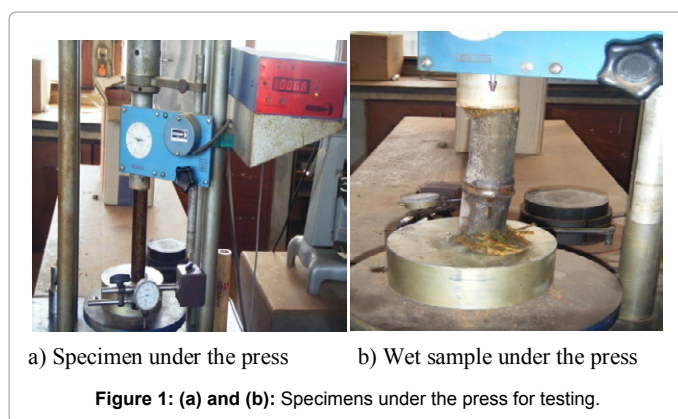 a) Specimen under the press
b) Wet sample under the press
Figure 1: (a) and (b): Specimens under the press for testing.